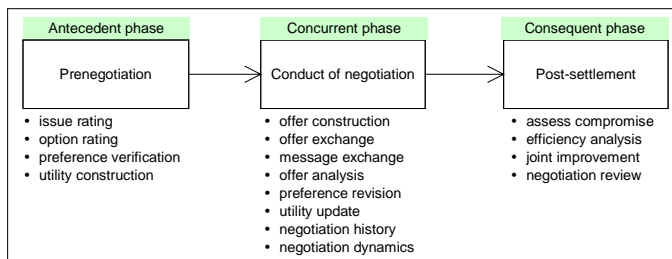 Antecedent phase
Prenegotiation
• issue rating
• option rating
• preference verification
• utility construction
Concurrent phase
Conduct of negotiation
• offer construction
• offer exchange
• message exchange
• offer analysis
• preference revision
• utility update
• negotiation history
• negotiation dynamics
Consequent phase
Post-settlement
• assess compromise
• efficiency analysis
• joint improvement
• negotiation review